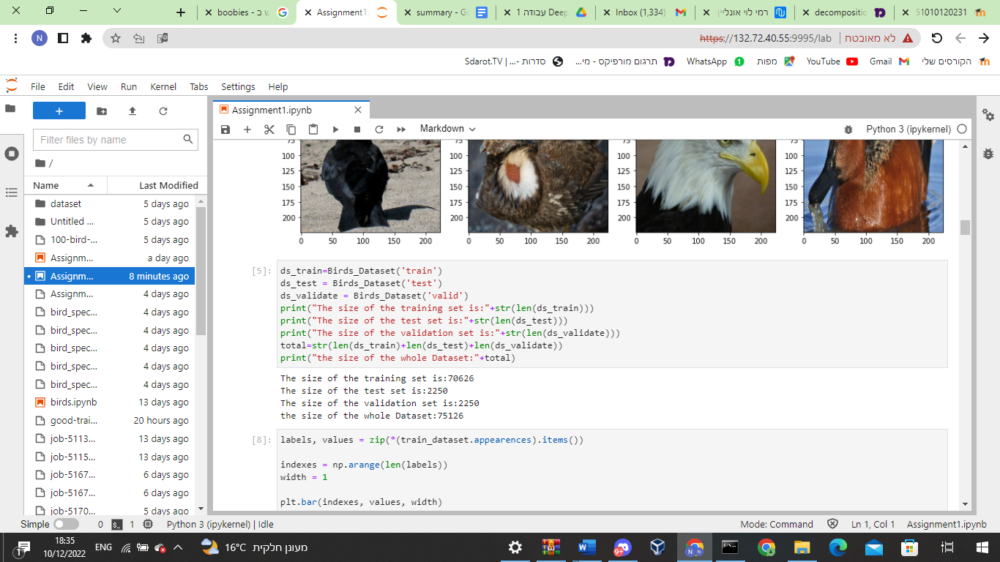 boobies - ש ב
Assignment1.
summary - Go
עבודה 1 Deep
Inbox (1,334)
רמי לוי אונליין
decompositic
51010120231
N
https://132.72.40.55:9995/lab
לא מאובטח
Sdarot.TV | סדרות -...
תרגום מורפיקס - מי...
WhatsApp
מפות
YouTube
Gmail
הקורסים שלי
File Edit View Run Kernel Tabs Settings Help
Assignment1.ipynb
Markdown
Python 3 (ipykernel)
Filter files by name
/
Name Last Modified
dataset 5 days ago
Untitled ... 5 days ago
100-bird-... 5 days ago
Assignm... a day ago
Assignm... 8 minutes ago
Assignm... 4 days ago
bird_spec... 4 days ago
bird_spec... 4 days ago
bird_spec... 4 days ago
bird_spec... 4 days ago
bird_spec... 4 days ago
birds.ipynb 13 days ago
good-trai... 20 hours ago
job-5113... 13 days ago
job-5115... 13 days ago
job-5167... 6 days ago
job-5167... 6 days ago
job-5170... 5 days ago
75 75 75 75
100 100 100 100
125 125 125 125
150 150 150 150
175 175 175 175
200 200 200 200
0 50 100 150 200 0 50 100 150 200 0 50 100 150 200 0 50 100 150 200
[5]:
ds_train=Birds_Dataset('train')
ds_test = Birds_Dataset('test')
ds_validate = Birds_Dataset('valid')
print("The size of the training set is:"+str(len(ds_train)))
print("The size of the test set is:"+str(len(ds_test)))
print("The size of the validation set is:"+str(len(ds_validate)))
total=str(len(ds_train)+len(ds_test)+len(ds_validate))
print("the size of the whole Dataset:"+total)
The size of the training set is:70626
The size of the test set is:2250
The size of the validation set is:2250
the size of the whole Dataset:75126
[8]:
labels, values = zip(*(train_dataset.appearences).items())
indexes = np.arange(len(labels))
width = 1
plt.bar(indexes, values, width)
Simple 0 1 Python 3 (ipykernel) | Idle
Mode: Command Ln 1, Col 1 Assignment1.ipynb
18:35
10/12/2022
1
ENG
16°C מעונן חלקית
9+